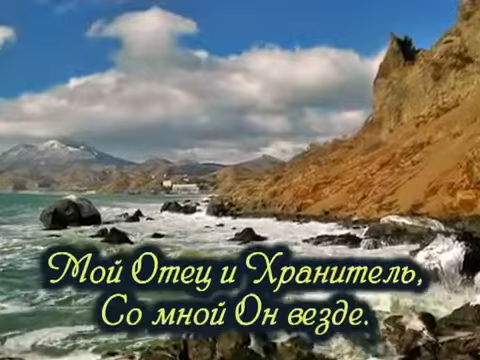 Мой Отец и Хранитель,
Со мной Он везде.